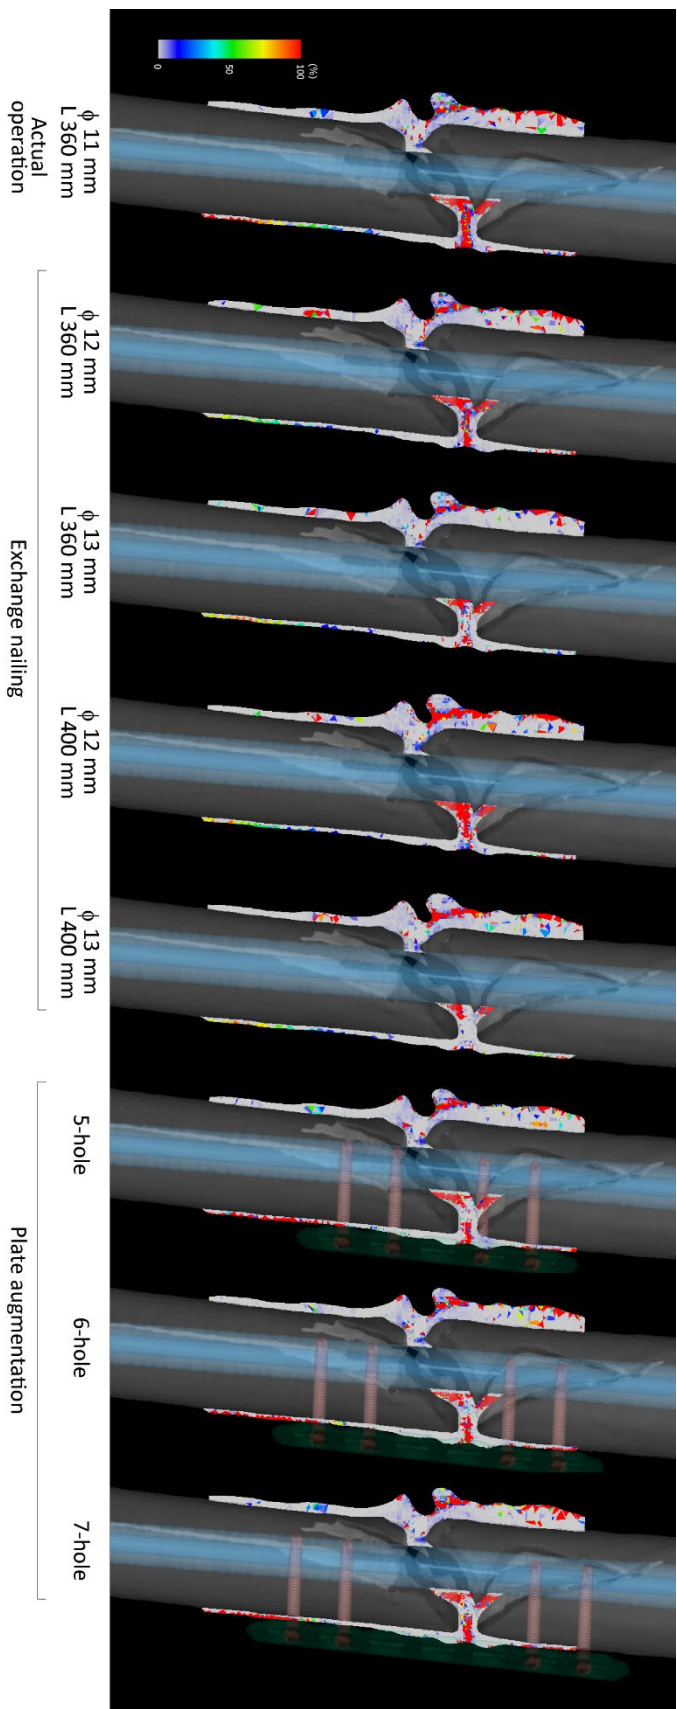 (%)
0
50
100
ϕ 11 mm
L 360 mm
Actual
operation
ϕ 12 mm
L 360 mm
ϕ 13 mm
L 360 mm
ϕ 12 mm
L 400 mm
ϕ 13 mm
L 400 mm
Exchange nailing
5-hole
6-hole
7-hole
Plate augmentation